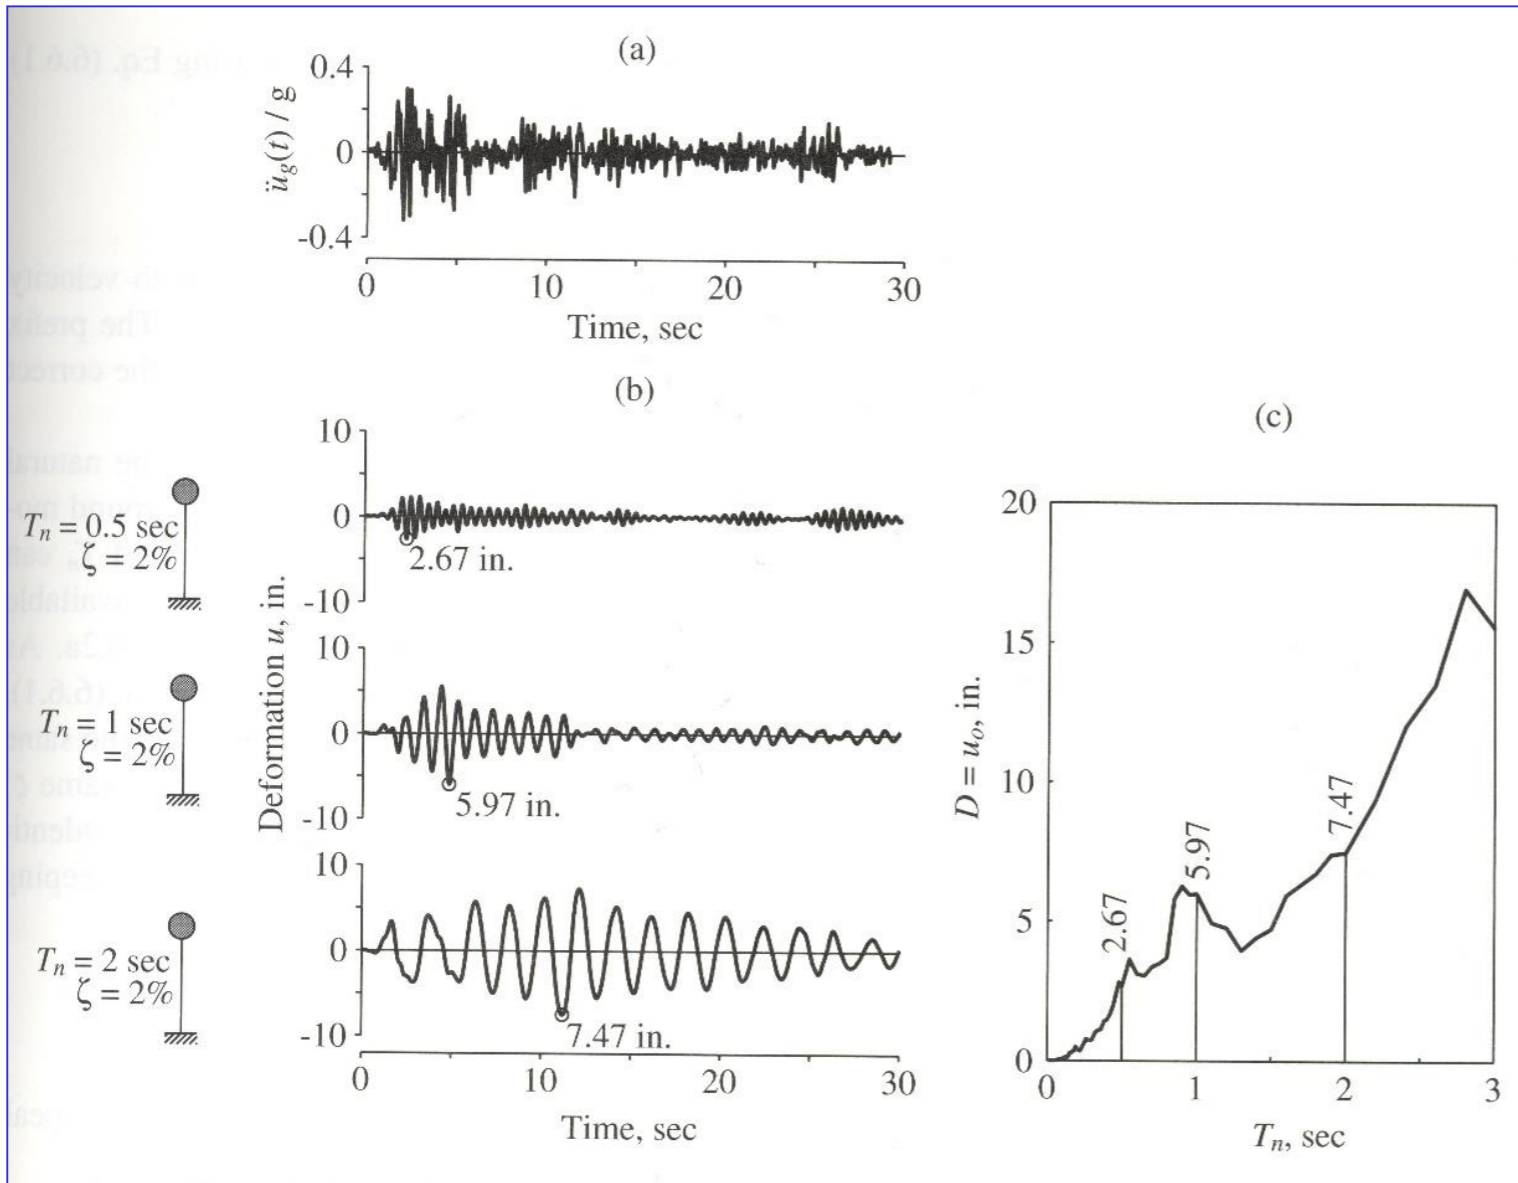 (a)
0.4
0
-0.4
üg(t) / g
0 10 20 30
Time, sec
(b)
Tn = 0.5 sec
ζ = 2%
Tn = 1 sec
ζ = 2%
Tn = 2 sec
ζ = 2%
Deformation u, in.
10
0
-10
2.67 in.
10
0
-10
5.97 in.
10
0
-10
7.47 in.
0 10 20 30
Time, sec
(c)
D = uo, in.
20
15
10
5
0
2.67
5.97
7.47
0 1 2 3
Tn, sec